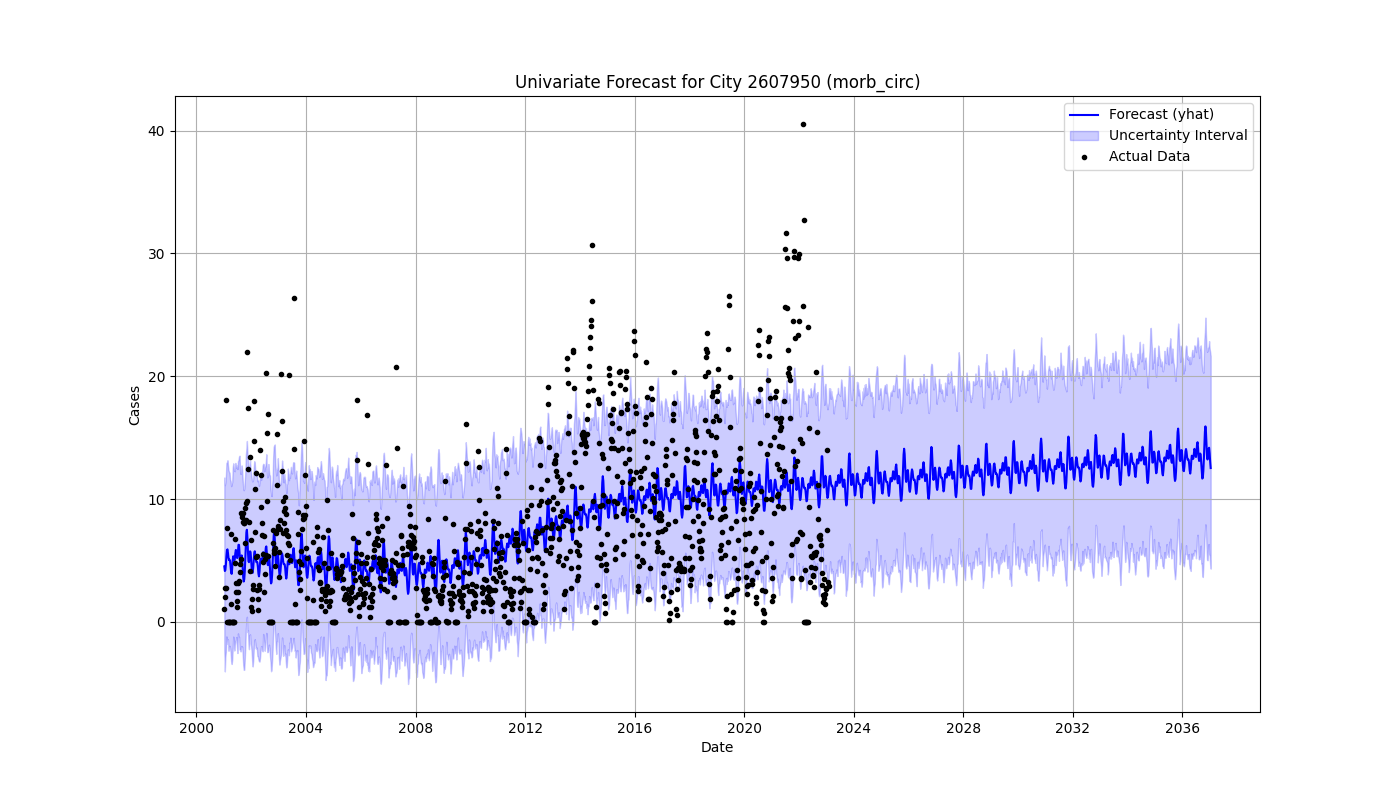 Univariate Forecast for City 2607950 (morb_circ)
Forecast (yhat)
Uncertainty Interval
Actual Data
Cases
40
30
20
10
0
2000 2004 2008 2012 2016 2020 2024 2028 2032 2036
Date